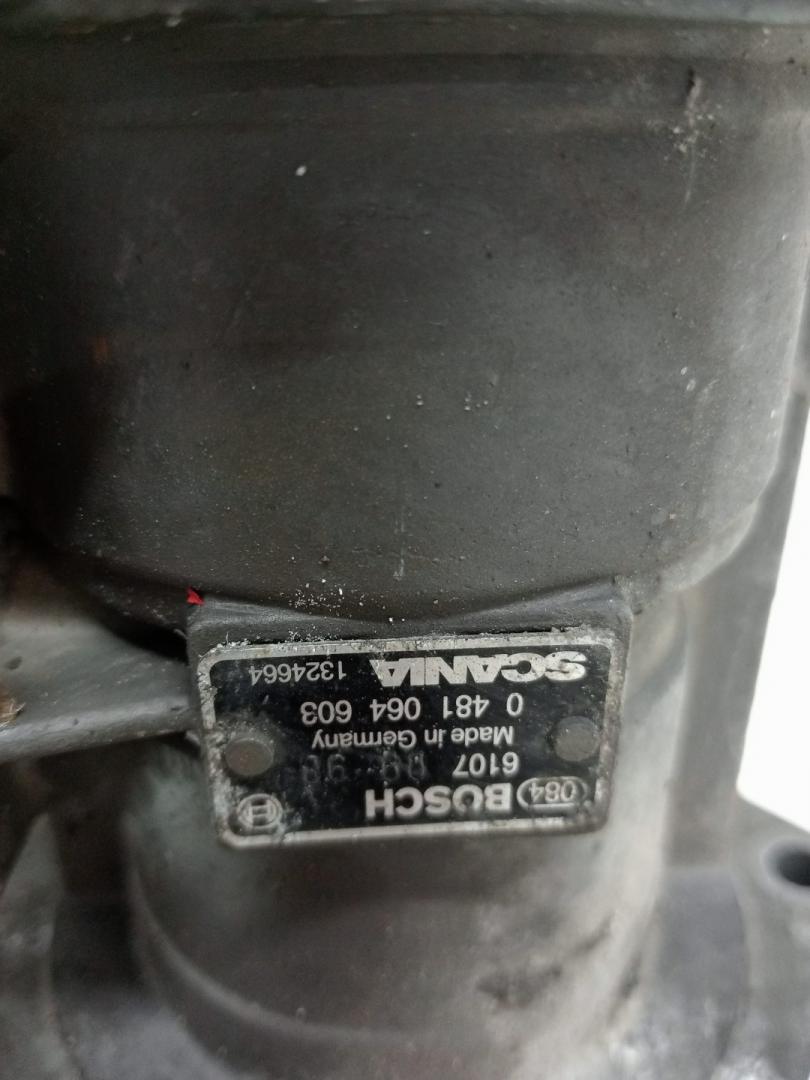 SCANIA 1324664
0 481 064 603
Made in Germany
6107
084 BOSCH